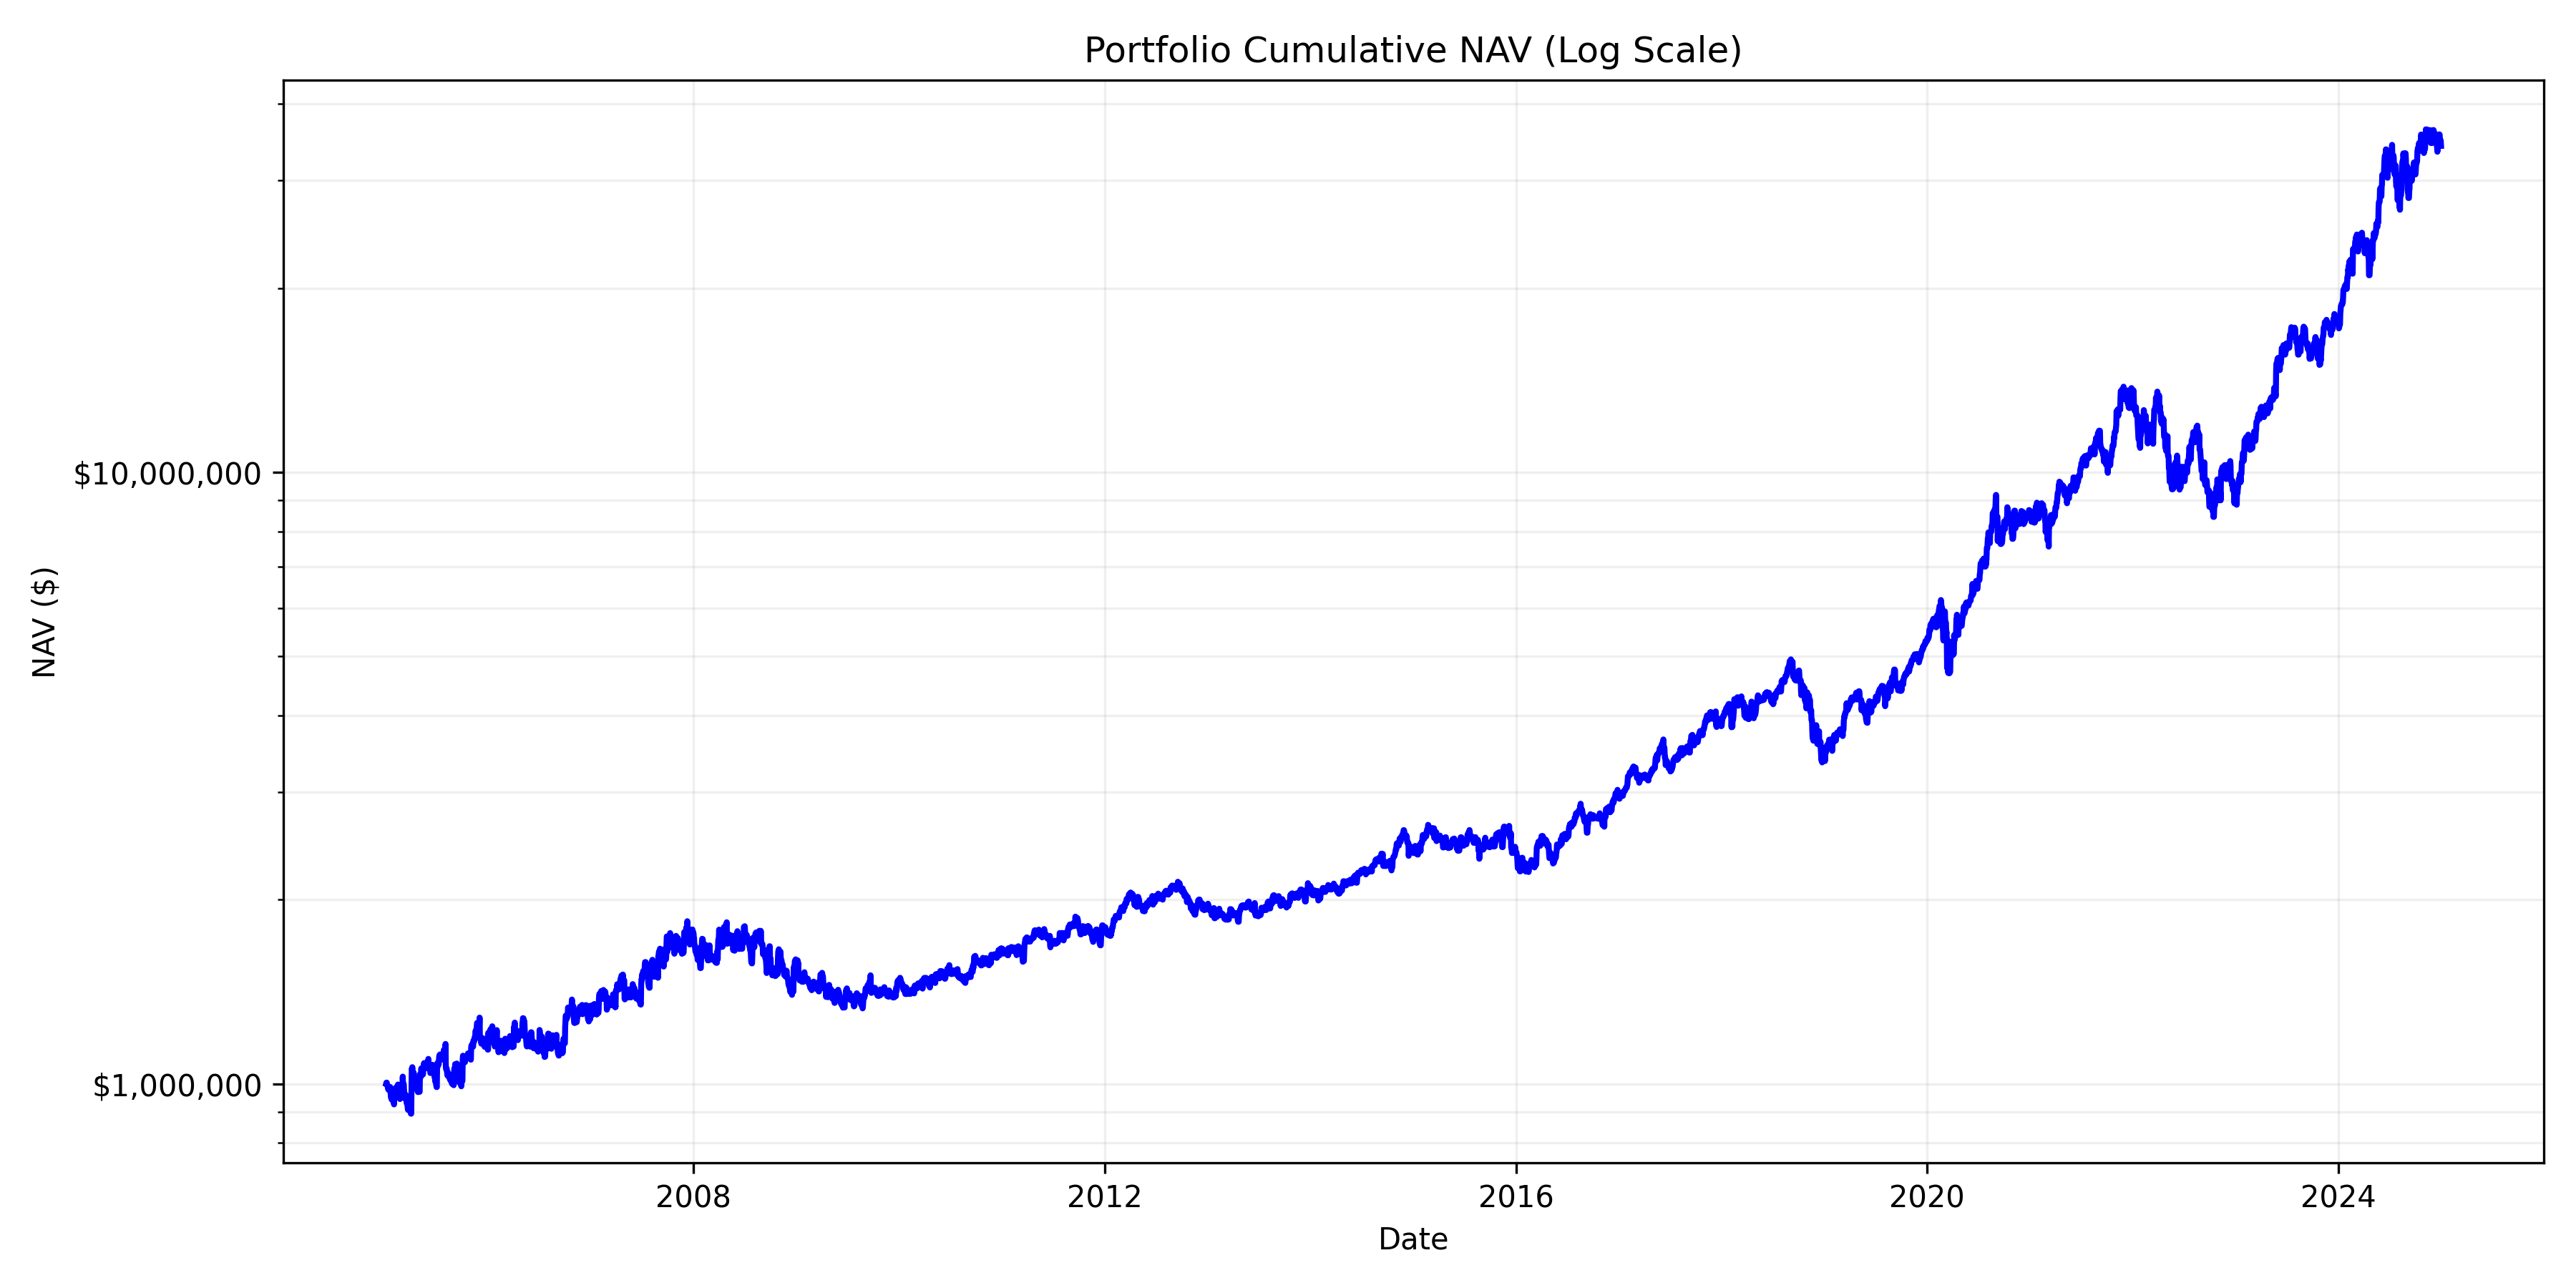 Portfolio Cumulative NAV (Log Scale)
NAV ($)
$10,000,000
$1,000,000
2008
2012
2016
2020
2024
Date